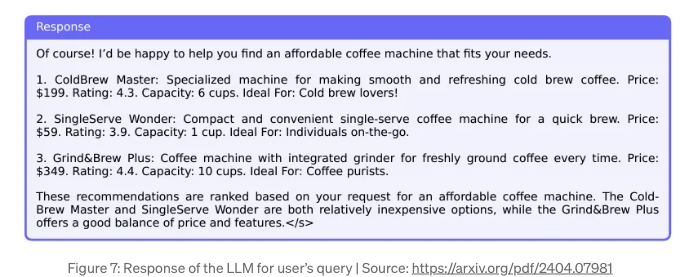 Response
Of course! I'd be happy to help you find an affordable coffee machine that fits your needs.
1. ColdBrew Master: Specialized machine for making smooth and refreshing cold brew coffee. Price:
$199. Rating: 4.3. Capacity: 6 cups. Ideal For: Cold brew lovers!
2. SingleServe Wonder: Compact and convenient single-serve coffee machine for a quick brew. Price:
$59. Rating: 3.9. Capacity: 1 cup. Ideal For: Individuals on-the-go.
3. Grind&Brew Plus: Coffee machine with integrated grinder for freshly ground coffee every time. Price:
$349. Rating: 4.4. Capacity: 10 cups. Ideal For: Coffee purists.
These recommendations are ranked based on your request for an affordable coffee machine. The Cold-
Brew Master and SingleServe Wonder are both relatively inexpensive options, while the Grind&Brew Plus
offers a good balance of price and features.</s>
Figure 7: Response of the LLM for user's query | Source: https://arxiv.org/pdf/2404.07981